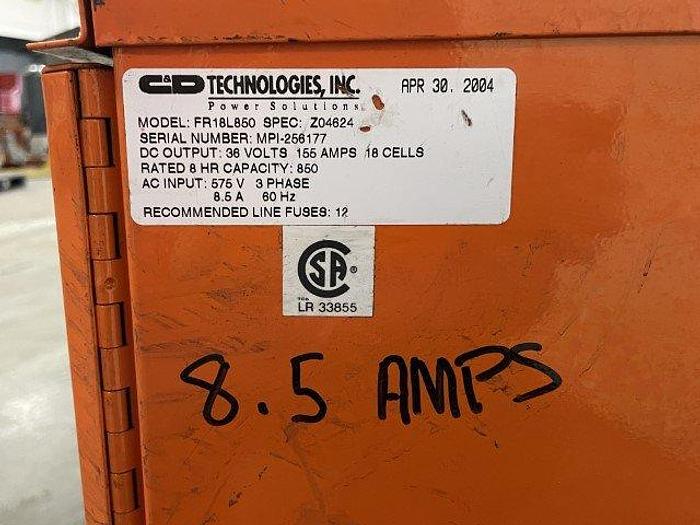 C&D TECHNOLOGIES, INC. APR 30. 2004
Power Solutions
MODEL: FR18L850 SPEC: Z04624
SERIAL NUMBER: MPI-256177
DC OUTPUT: 36 VOLTS 155 AMPS 18 CELLS
RATED 8 HR CAPACITY: 850
AC INPUT: 575 V 3 PHASE
8.5 A 60 Hz
RECOMMENDED LINE FUSES: 12
CSA ®
LR 33855
8.5 AMPS